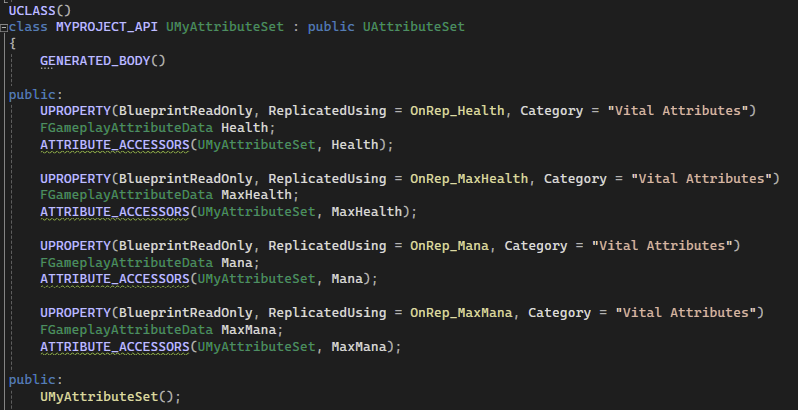 UCLASS()
class MYPROJECT_API UMyAttributeSet : public UAttributeSet
{
GENERATED_BODY()
public:
UPROPERTY(BlueprintReadOnly, ReplicatedUsing = OnRep_Health, Category = "Vital Attributes")
FGameplayAttributeData Health;
ATTRIBUTE_ACCESSORS(UMyAttributeSet, Health);
UPROPERTY(BlueprintReadOnly, ReplicatedUsing = OnRep_MaxHealth, Category = "Vital Attributes")
FGameplayAttributeData MaxHealth;
ATTRIBUTE_ACCESSORS(UMyAttributeSet, MaxHealth);
UPROPERTY(BlueprintReadOnly, ReplicatedUsing = OnRep_Mana, Category = "Vital Attributes")
FGameplayAttributeData Mana;
ATTRIBUTE_ACCESSORS(UMyAttributeSet, Mana);
UPROPERTY(BlueprintReadOnly, ReplicatedUsing = OnRep_MaxMana, Category = "Vital Attributes")
FGameplayAttributeData MaxMana;
ATTRIBUTE_ACCESSORS(UMyAttributeSet, MaxMana);
public:
UMyAttributeSet();